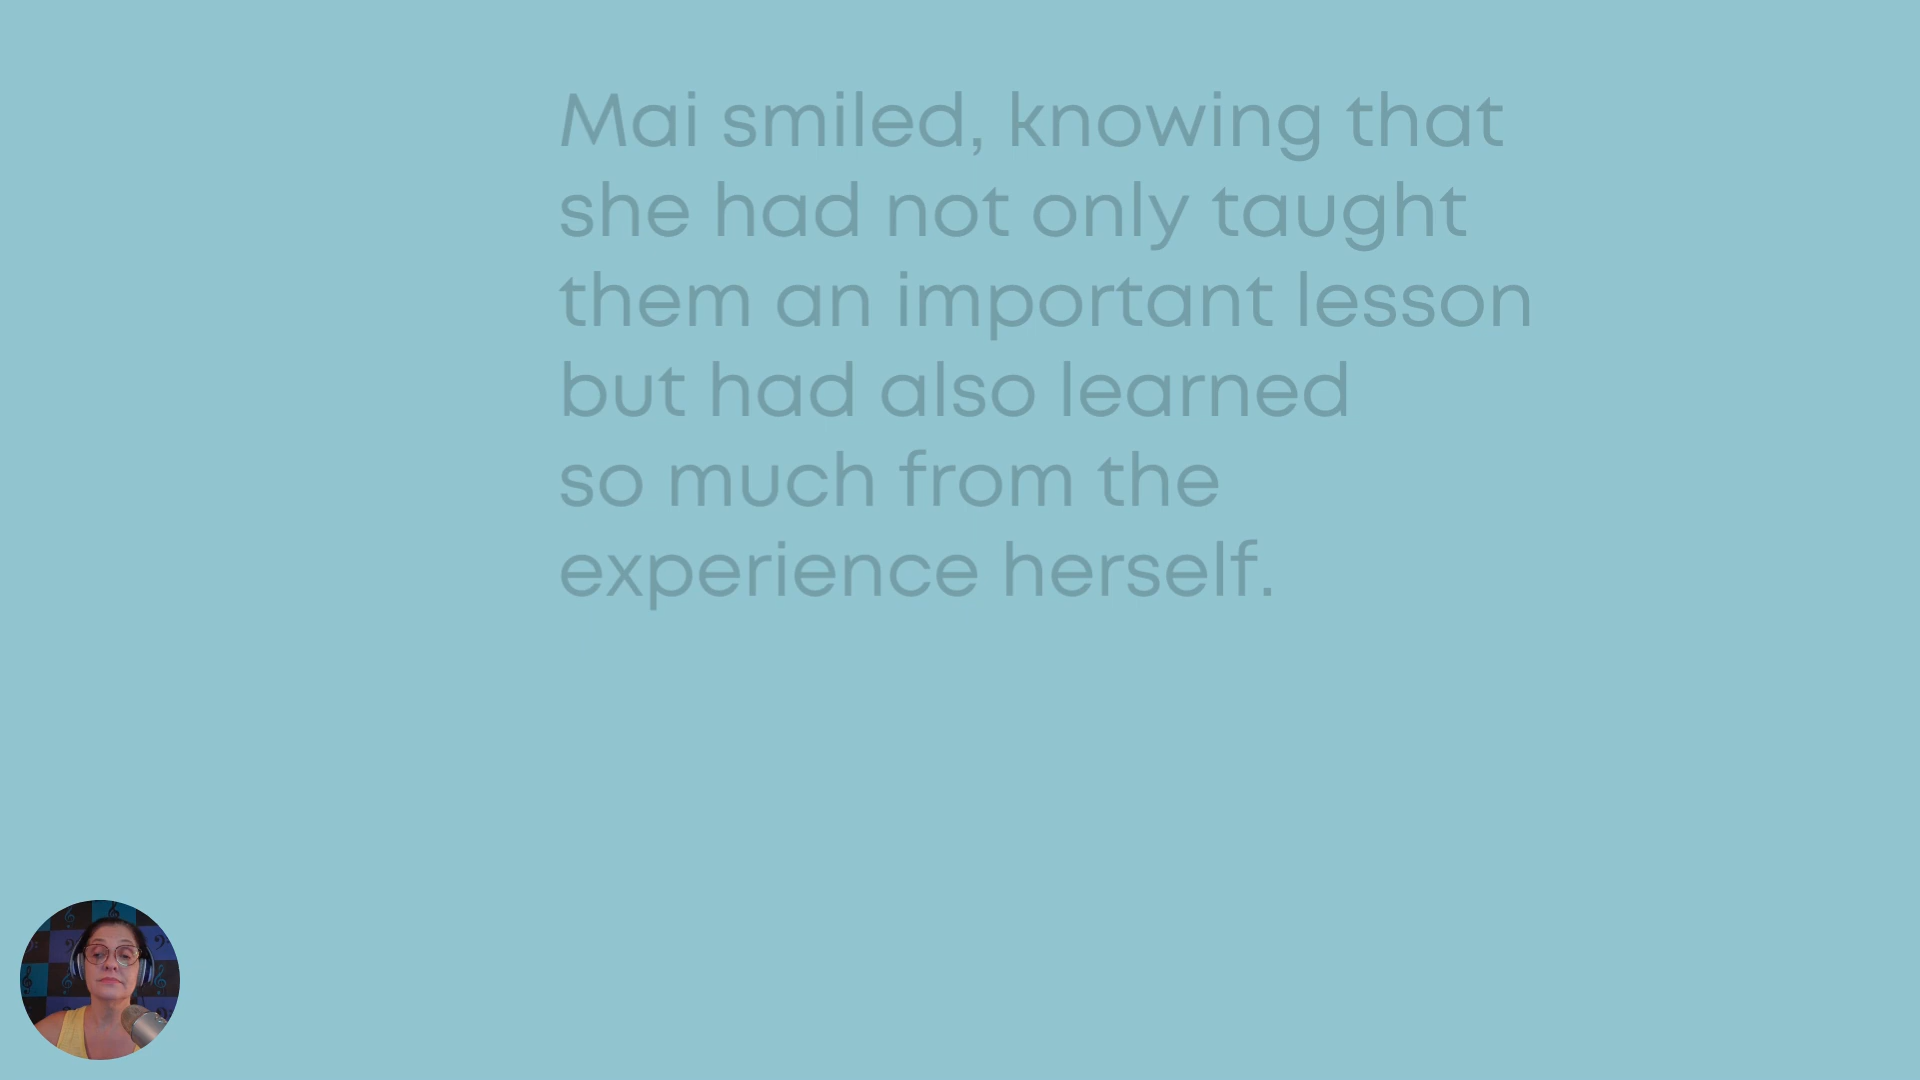 Mai smiled, knowing that
she had not only taught
them an important lesson
but had also learned
so much from the
experience herself.